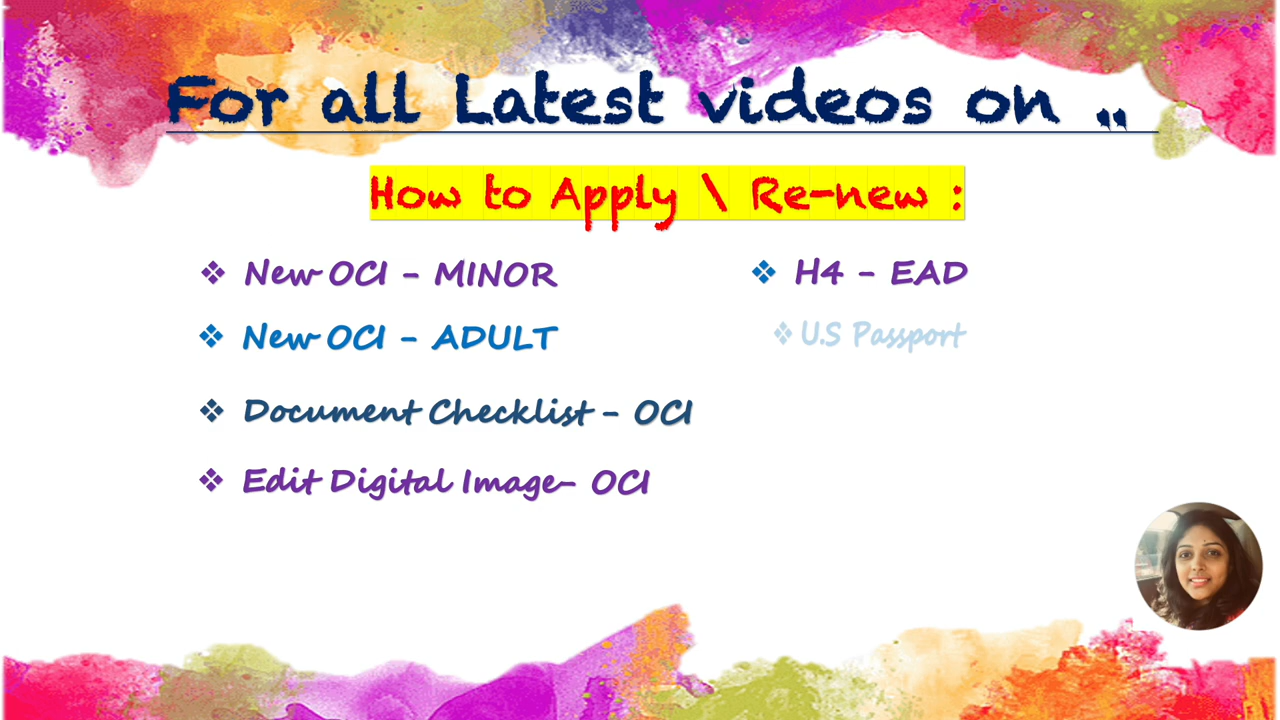 For all Latest videos on ..
How to Apply \ Re-new :
❖ New OCI - MINOR
❖ New OCI - ADULT
❖ Document Checklist - OCI
❖ Edit Digital Image- OCI
❖ H4 - EAD
❖ U.S Passport